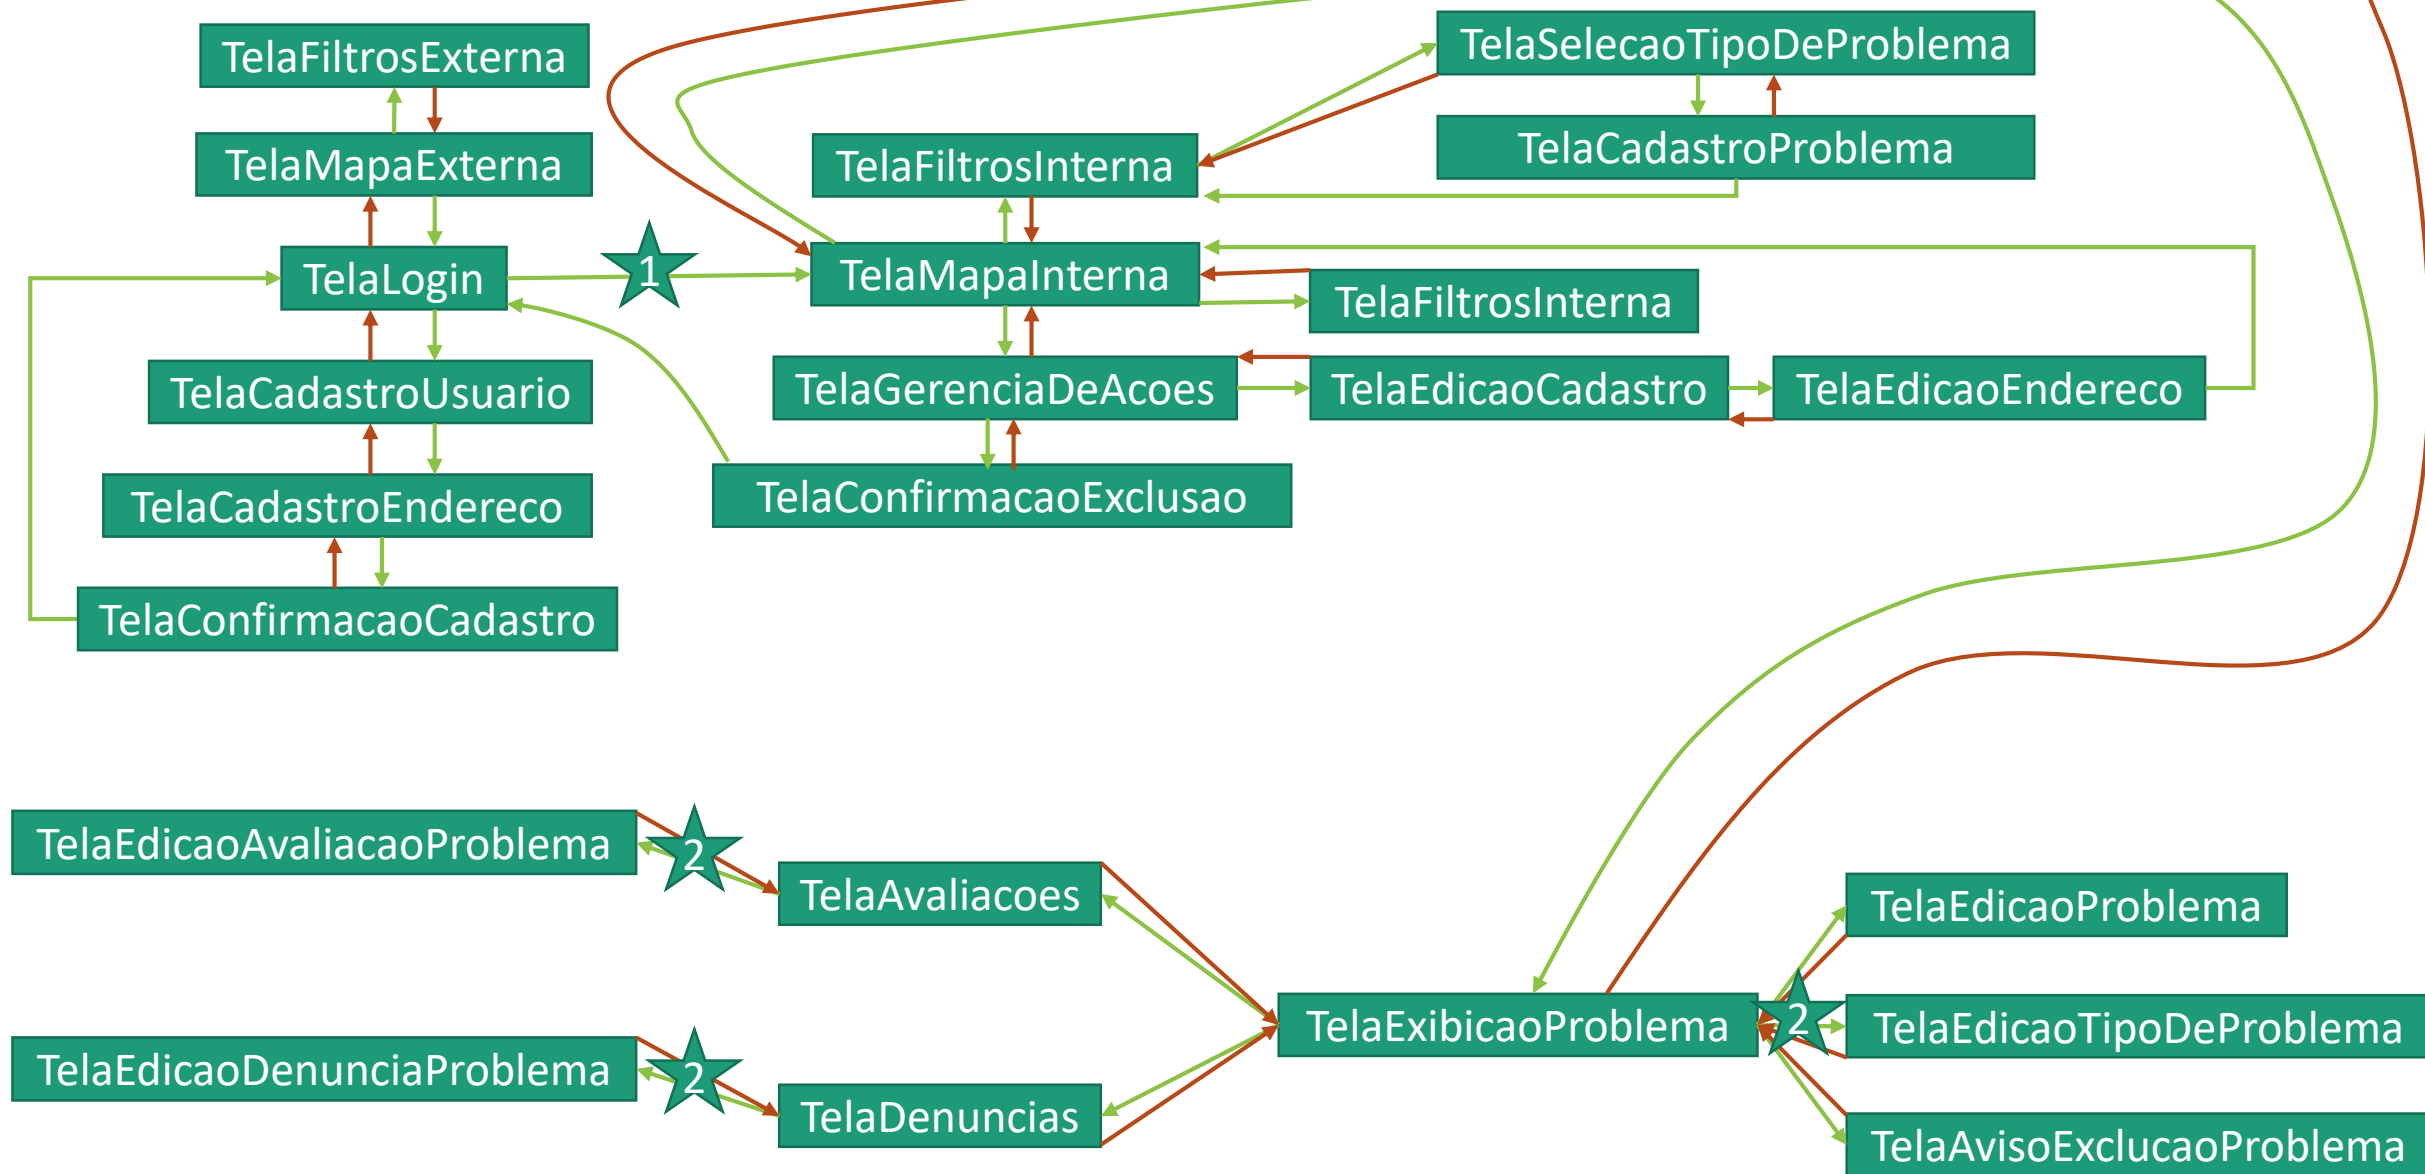 TelaFiltrosExterna
TelaMapaExterna
TelaLogin
TelaCadastroUsuario
TelaCadastroEndereco
TelaConfirmacaoCadastro
1
TelaSelecaoTipoDeProblema
TelaCadastroProblema
TelaFiltrosInterna
TelaMapaInterna
TelaFiltrosInterna
TelaGerenciaDeAcoes
TelaEdicaoCadastro
TelaEdicaoEndereco
TelaConfirmacaoExclusao
TelaEdicaoAvaliacaoProblema
2
TelaAvaliacoes
TelaEdicaoDenunciaProblema
2
TelaDenuncias
TelaExibicaoProblema
2
TelaEdicaoProblema
TelaEdicaoTipoDeProblema
TelaAvisoExclucaoProblema